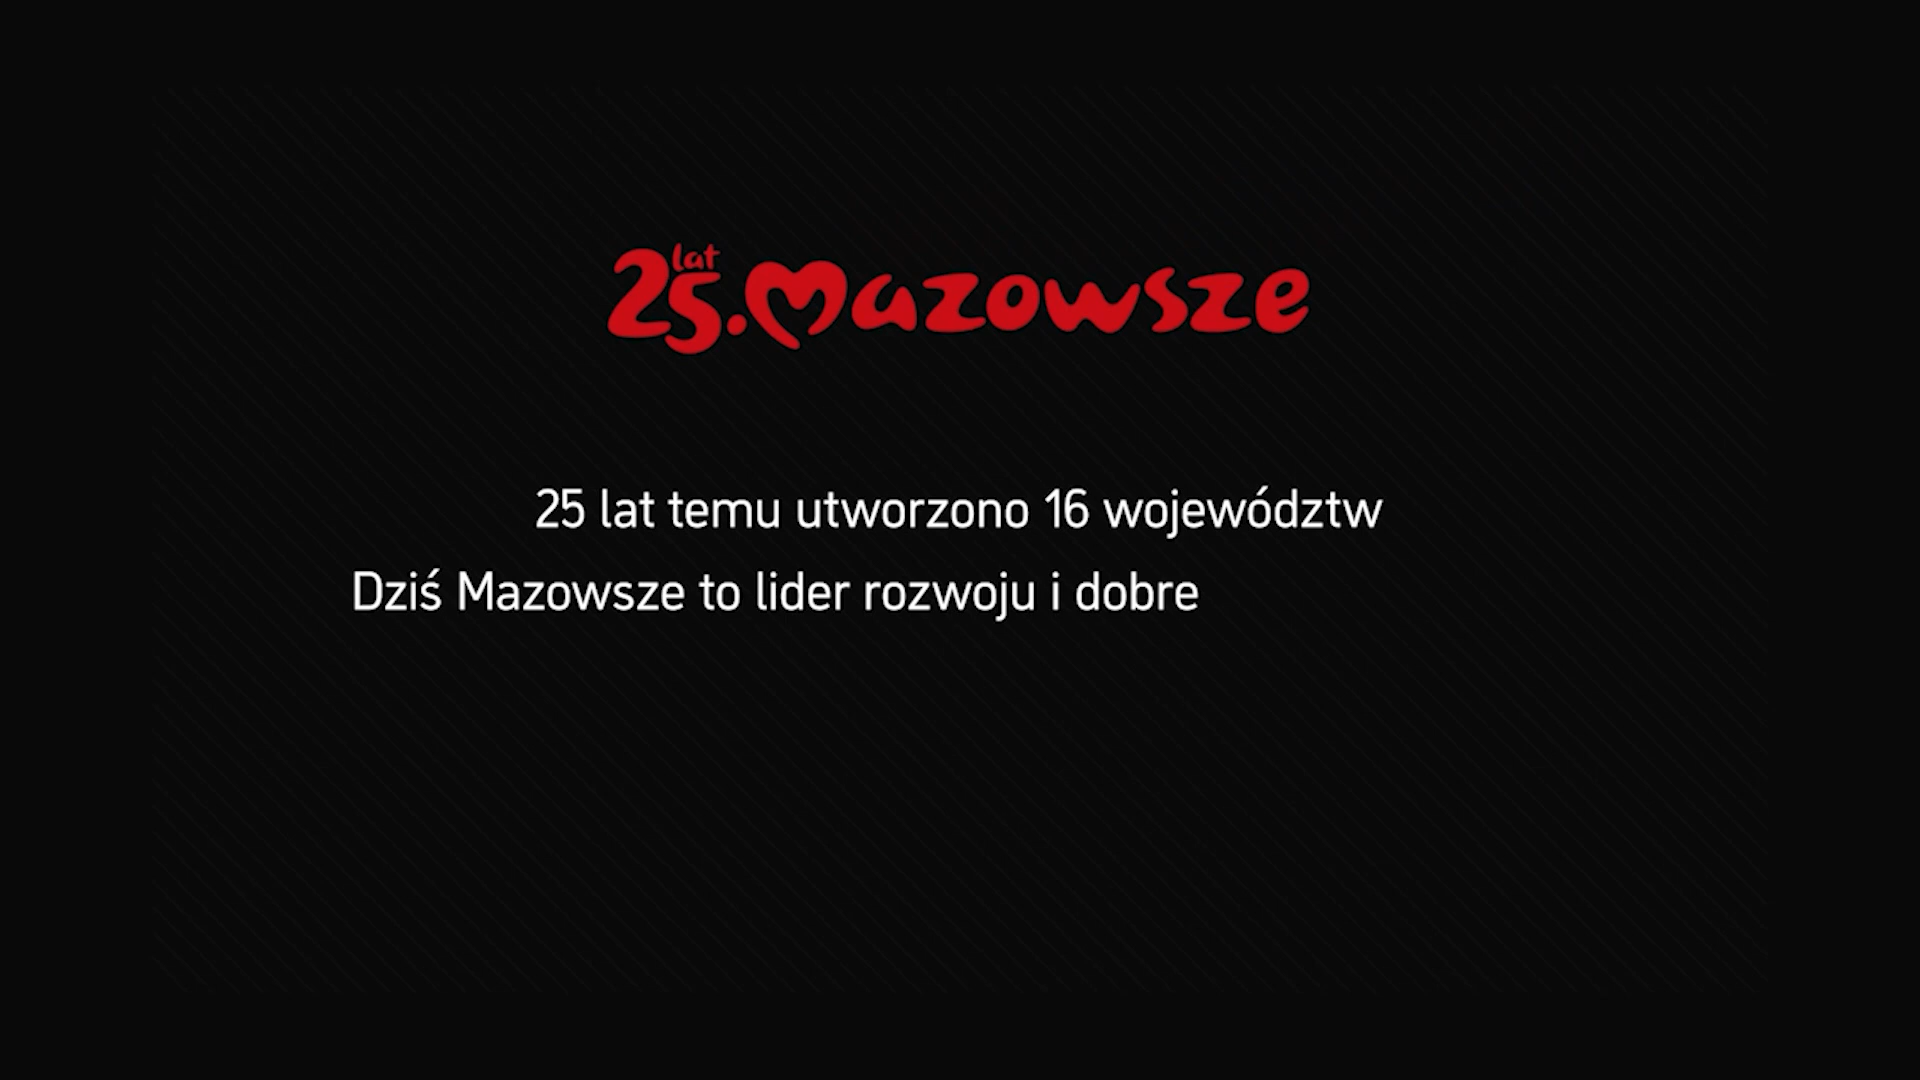 25 lat. Mazowsze
25 lat temu utworzono 16 województw
Dziś Mazowsze to lider rozwoju i dobre